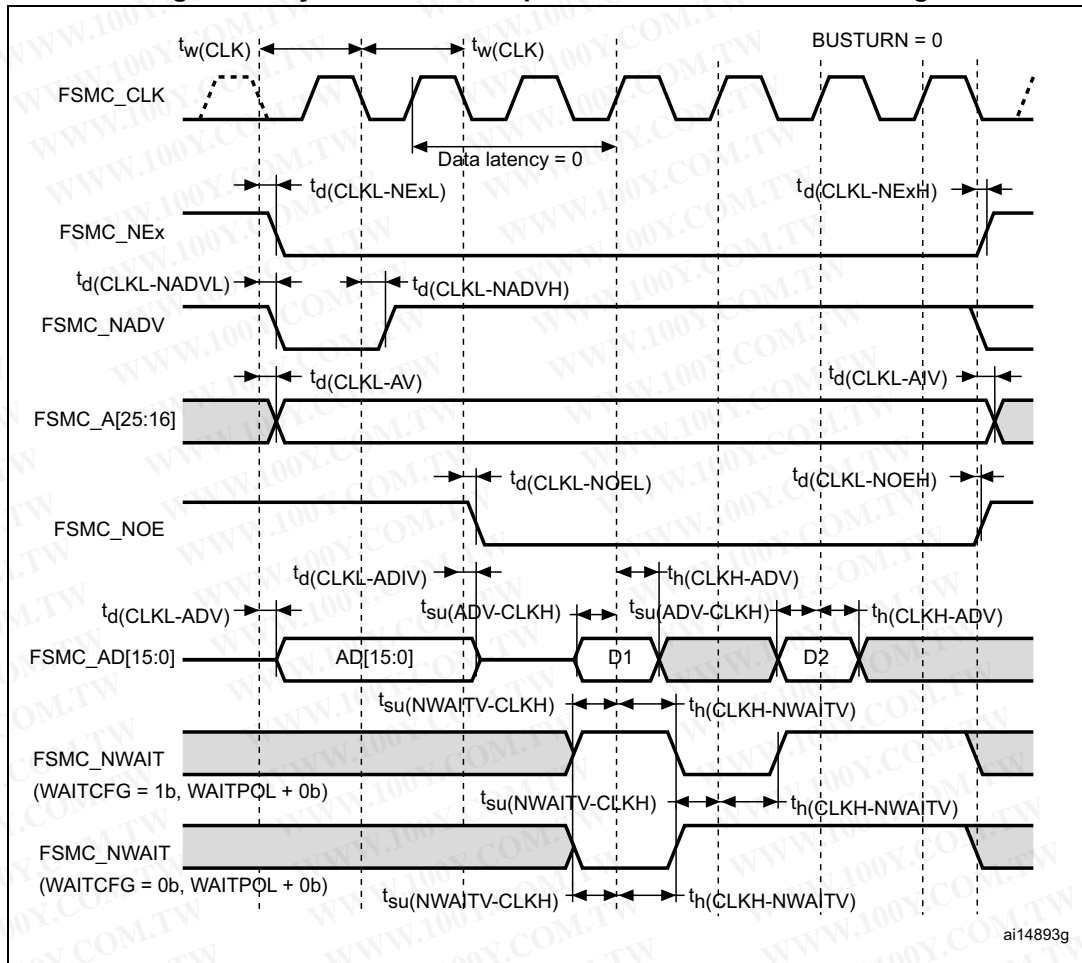 tw(CLK) tw(CLK) BUSTURN = 0
FSMC_CLK
Data latency = 0
td(CLKL-NExL) td(CLKL-NExH)
FSMC_NEx
td(CLKL-NADVL) td(CLKL-NADVH)
FSMC_NADV
td(CLKL-AV) td(CLKL-AIV)
FSMC_A[25:16]
td(CLKL-NOEL) td(CLKL-NOEH)
FSMC_NOE
td(CLKL-ADIV) th(CLKH-ADV)
td(CLKL-ADV) tsu(ADV-CLKH) tsu(ADV-CLKH) th(CLKH-ADV)
FSMC_AD[15:0] AD[15:0] D1 D2
tsu(NWAITV-CLKH) th(CLKH-NWAITV)
FSMC_NWAIT
(WAITCFG = 1b, WAITPOL + 0b)
tsu(NWAITV-CLKH) th(CLKH-NWAITV)
FSMC_NWAIT
(WAITCFG = 0b, WAITPOL + 0b)
tsu(NWAITV-CLKH) th(CLKH-NWAITV)
ai14893g
WWW.100Y.COM.TW